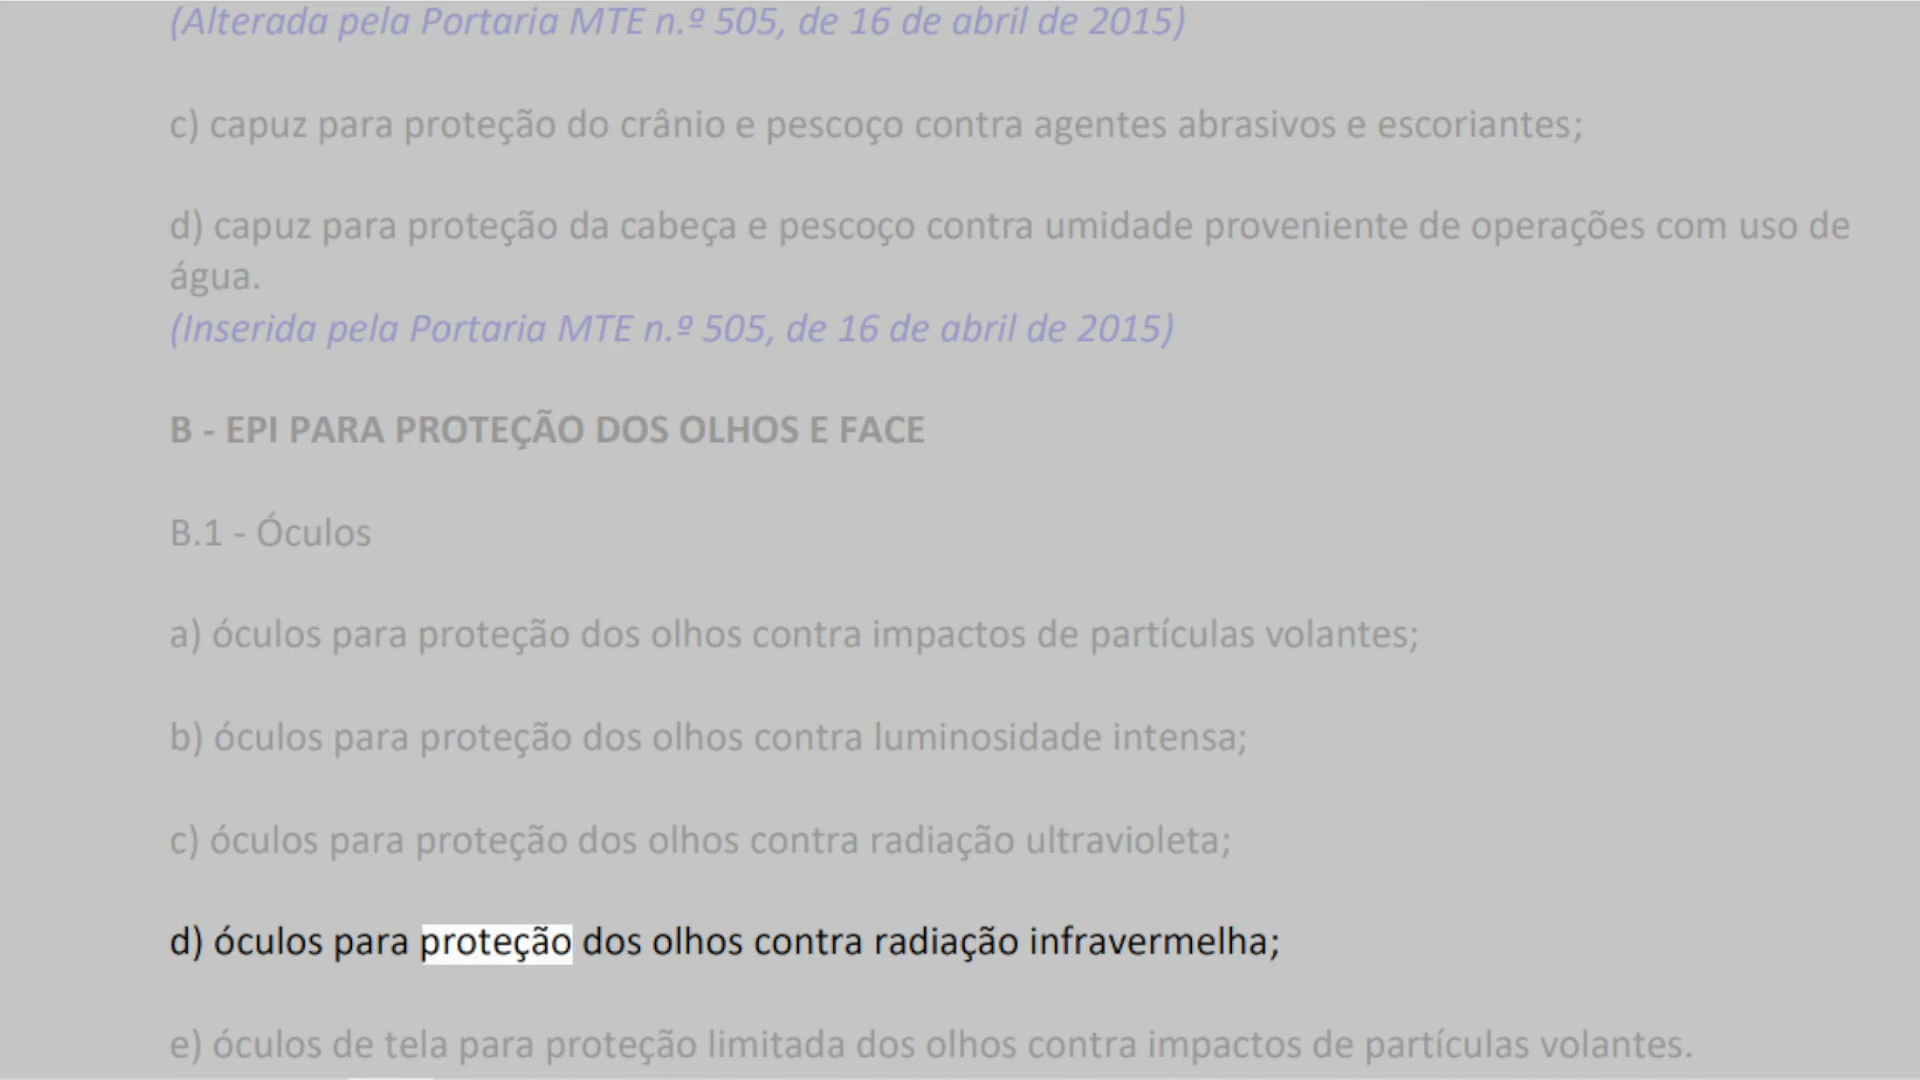 (Alterada pela Portaria MTE n.º 505, de 16 de abril de 2015)
c) capuz para proteção do crânio e pescoço contra agentes abrasivos e escoriantes;
d) capuz para proteção da cabeça e pescoço contra umidade proveniente de operações com uso de
água.
(Inserida pela Portaria MTE n.º 505, de 16 de abril de 2015)
B - EPI PARA PROTEÇÃO DOS OLHOS E FACE
B.1 - Óculos
a) óculos para proteção dos olhos contra impactos de partículas volantes;
b) óculos para proteção dos olhos contra luminosidade intensa;
c) óculos para proteção dos olhos contra radiação ultravioleta;
d) óculos para proteção dos olhos contra radiação infravermelha;
e) óculos de tela para proteção limitada dos olhos contra impactos de partículas volantes.